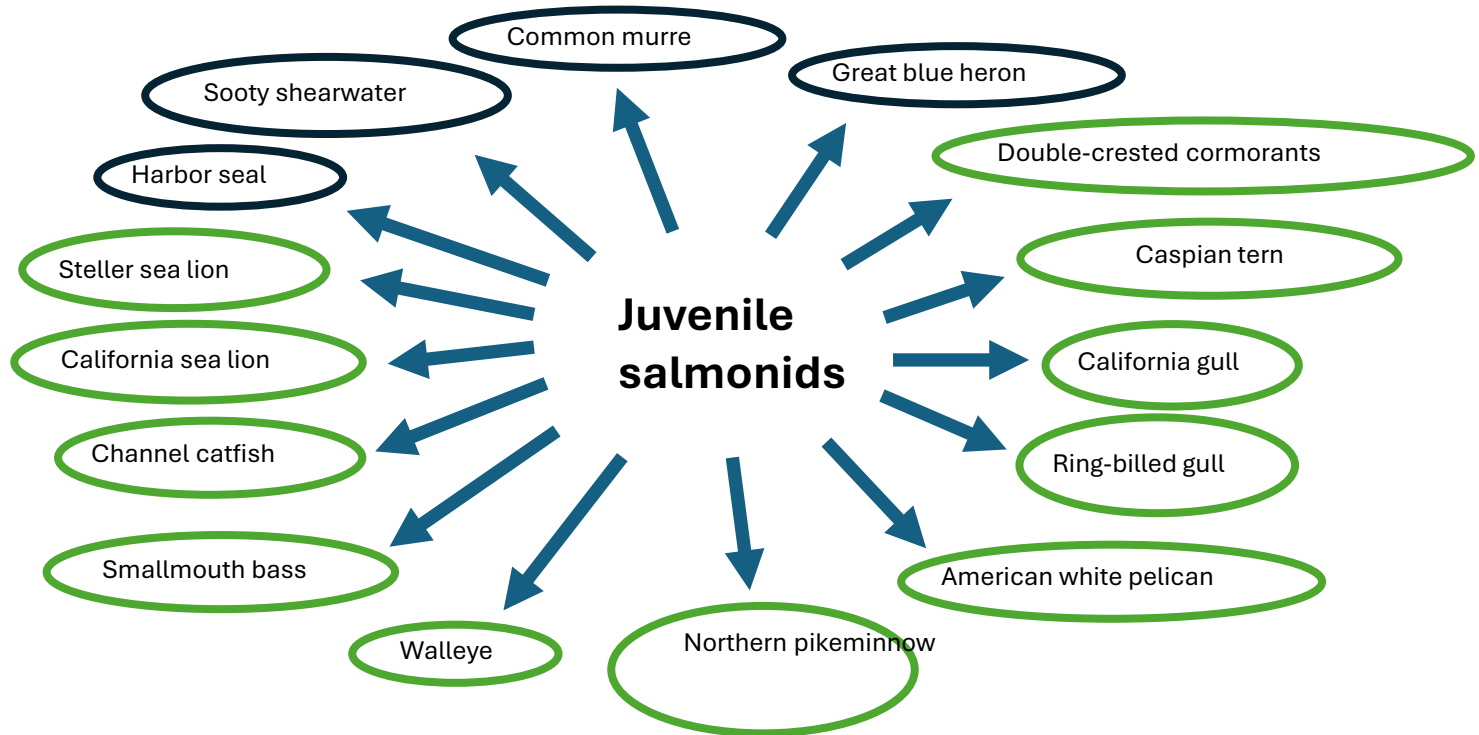 Common murre
Great blue heron
Sooty shearwater
Double-crested cormorants
Harbor seal
Caspian tern
Steller sea lion
Juvenile
salmonids
California sea lion
California gull
Channel catfish
Ring-billed gull
Smallmouth bass
American white pelican
Walleye
Northern pikeminnow